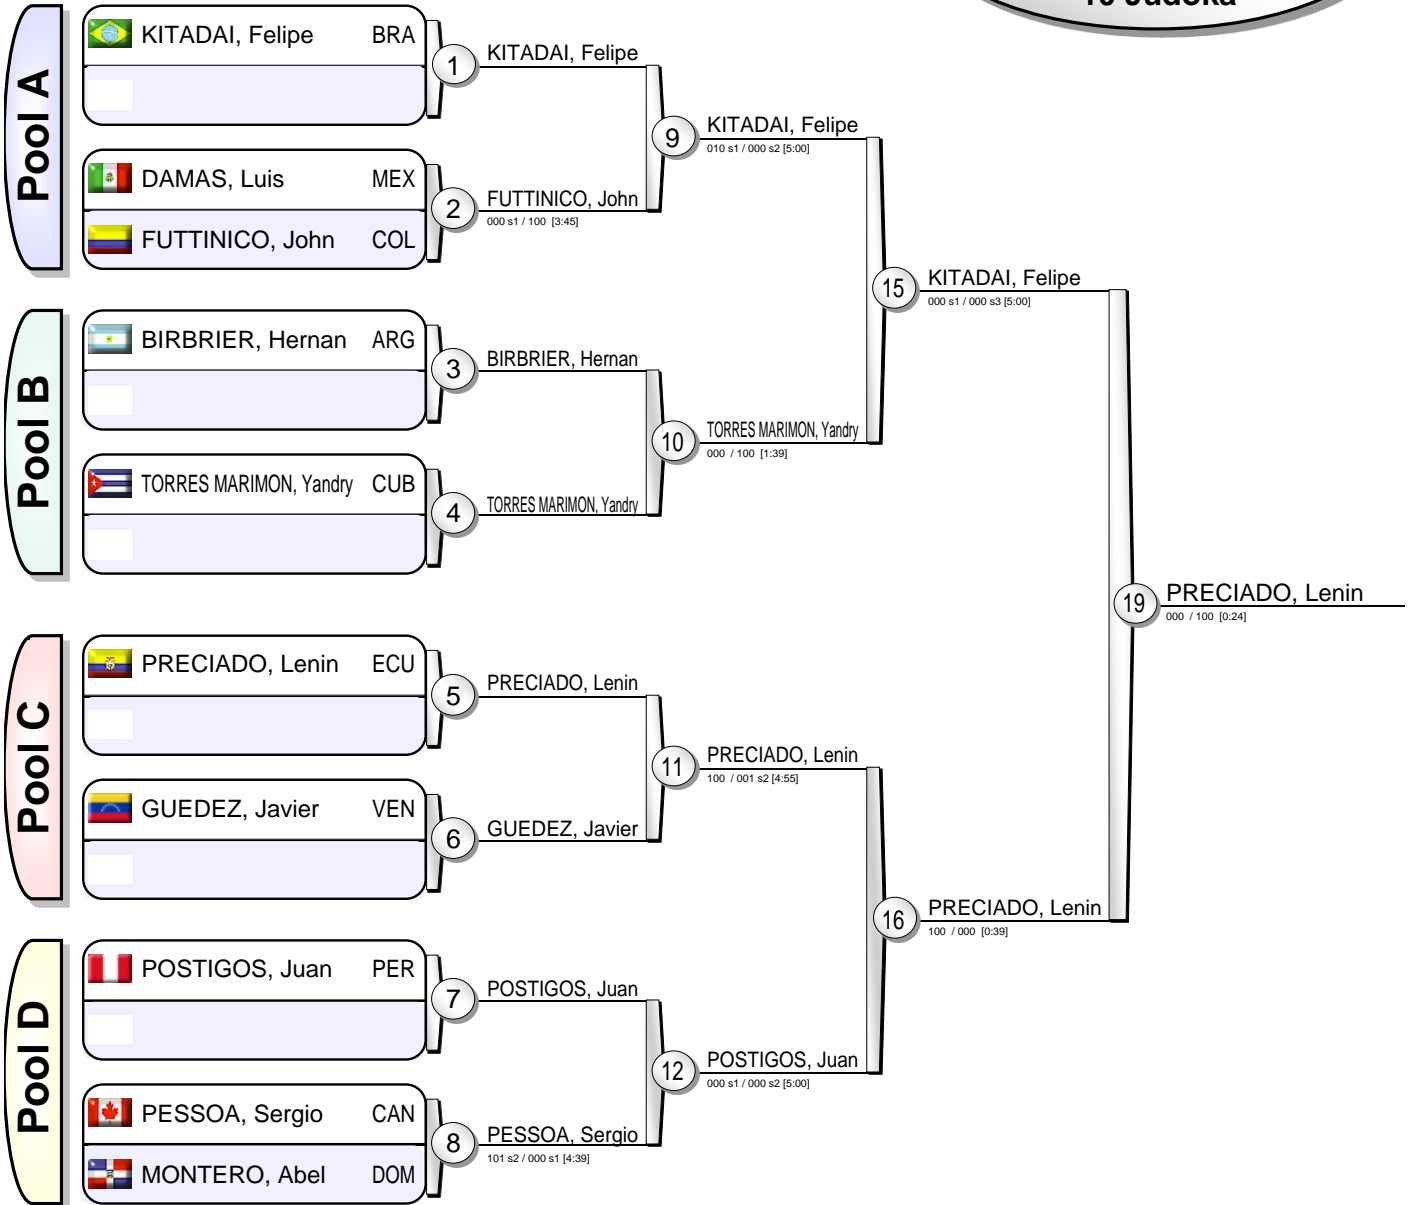 10 Judoka
Pool A
KITADAI, Felipe BRA
1
KITADAI, Felipe
DAMAS, Luis MEX
FUTTINICO, John COL
2
FUTTINICO, John
000 s1 / 100 [3:45]
9
KITADAI, Felipe
010 s1 / 000 s2 [5:00]
Pool B
BIRBRIER, Hernan ARG
3
BIRBRIER, Hernan
TORRES MARIMON, Yandry CUB
4
TORRES MARIMON, Yandry
10
TORRES MARIMON, Yandry
000 / 100 [1:39]
15
KITADAI, Felipe
000 s1 / 000 s3 [5:00]
Pool C
PRECIADO, Lenin ECU
5
PRECIADO, Lenin
GUEDEZ, Javier VEN
6
GUEDEZ, Javier
11
PRECIADO, Lenin
100 / 001 s2 [4:55]
Pool D
POSTIGOS, Juan PER
7
POSTIGOS, Juan
PESSOA, Sergio CAN
MONTERO, Abel DOM
8
PESSOA, Sergio
101 s2 / 000 s1 [4:39]
12
POSTIGOS, Juan
000 s1 / 000 s2 [5:00]
16
PRECIADO, Lenin
100 / 000 [0:39]
19
PRECIADO, Lenin
000 / 100 [0:24]